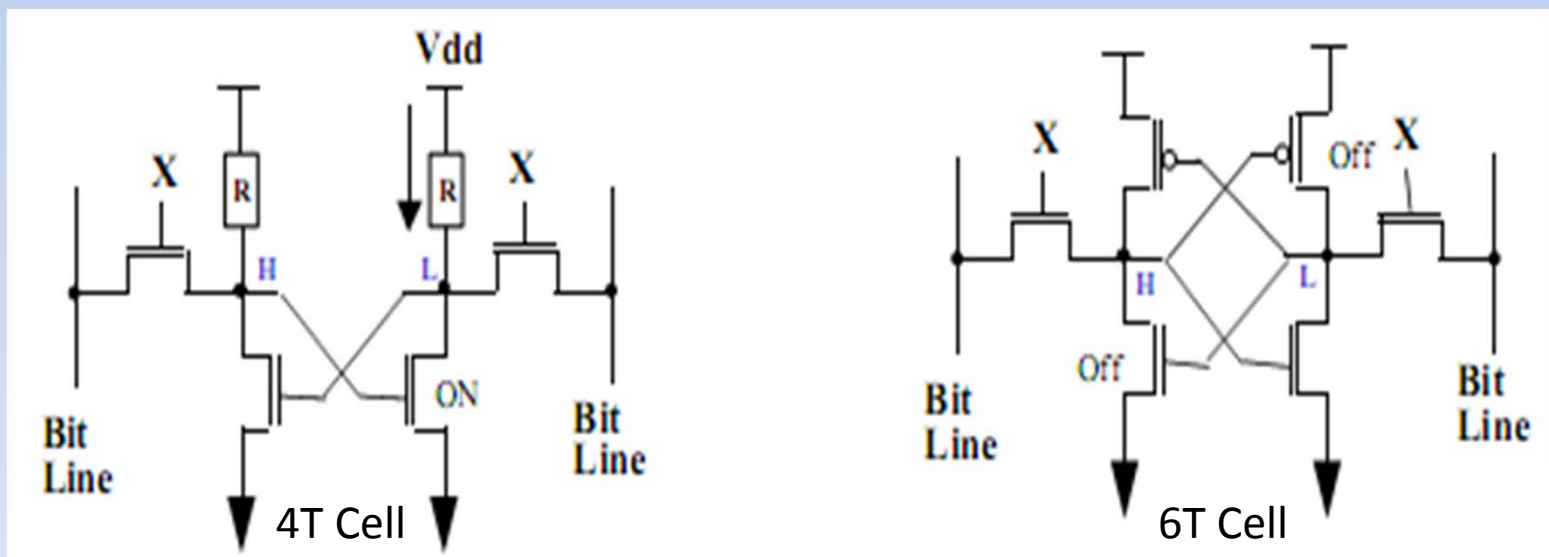 Vdd
X
R
R
X
H
L
ON
Bit
Line
Bit
Line
4T Cell
X
Off
X
H
L
Off
Bit
Line
Bit
Line
6T Cell